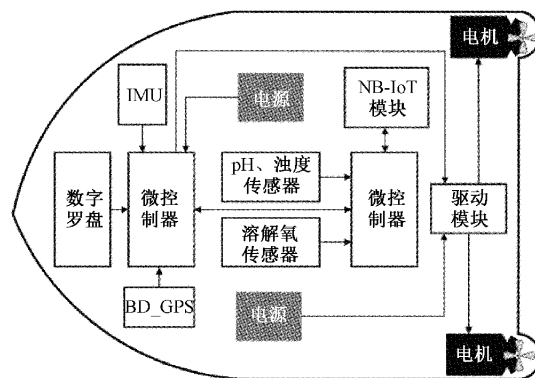 电机
IMU
电源
NB-IoT
模块
pH、浊度
传感器
数字
罗盘
微控
制器
微控
制器
驱动
模块
溶解氧
传感器
BD_GPS
电源
电机